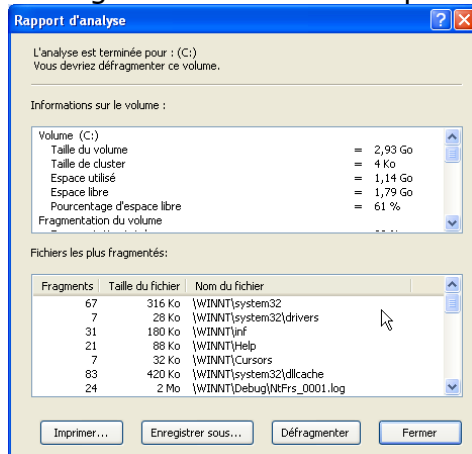 Rapport d'analyse
L'analyse est terminée pour : (C:)
Vous devriez défragmenter ce volume.
Informations sur le volume :
Volume (C:)
Taille du volume = 2,93 Go
Taille de cluster = 4 Ko
Espace utilisé = 1,14 Go
Espace libre = 1,79 Go
Pourcentage d'espace libre = 61 %
Fragmentation du volume
Fichiers les plus fragmentés:
Fragments Taille du fichier Nom du fichier
67 316 Ko \WINNT\system32
7 28 Ko \WINNT\system32\drivers
31 180 Ko \WINNT\inf
21 88 Ko \WINNT\Help
7 32 Ko \WINNT\Cursors
83 420 Ko \WINNT\system32\dllcache
24 2 Mo \WINNT\Debug\NtFrs_0001.log
Imprimer... Enregistrer sous... Défragmenter Fermer